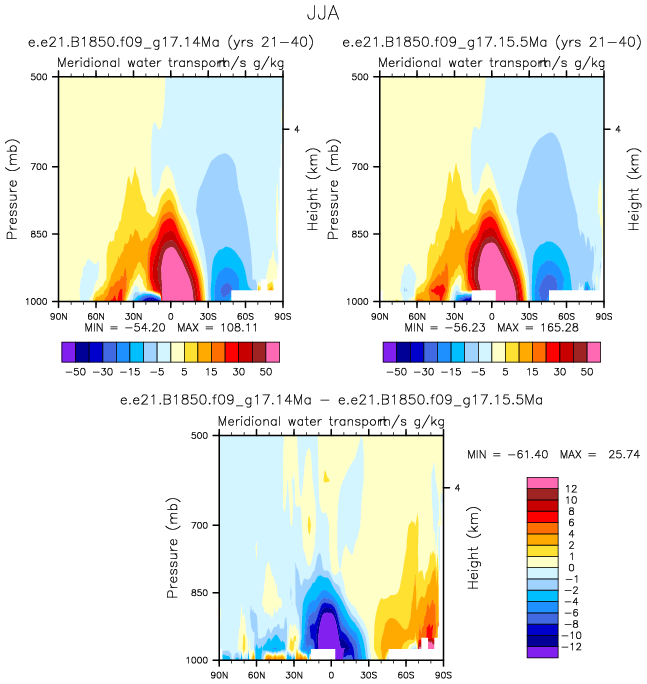 JJA
e.e21.B1850.f09_g17.14Ma (yrs 21-40)
Meridional water transport m/s g/kg
Pressure (mb)
500
700
850
1000
4
Height (km)
90N 60N 30N 0 30S 60S 90S
MIN = -54.20 MAX = 108.11
-50 -30 -15 -5 5 15 30 50
e.e21.B1850.f09_g17.15.5Ma (yrs 21-40)
Meridional water transport m/s g/kg
Pressure (mb)
500
700
850
1000
4
Height (km)
90N 60N 30N 0 30S 60S 90S
MIN = -56.23 MAX = 165.28
-50 -30 -15 -5 5 15 30 50
e.e21.B1850.f09_g17.14Ma - e.e21.B1850.f09_g17.15.5Ma
Meridional water transport m/s g/kg
Pressure (mb)
500
700
850
1000
4
Height (km)
90N 60N 30N 0 30S 60S 90S
MIN = -61.40 MAX = 25.74
12
10
8
6
4
2
1
0
-1
-2
-4
-6
-8
-10
-12